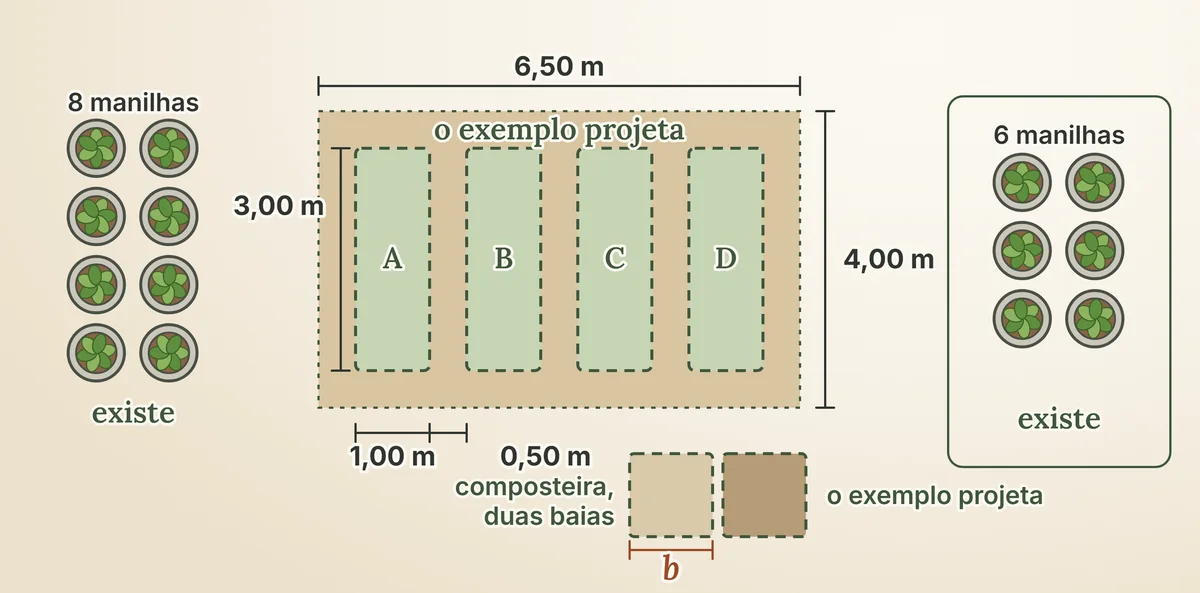 6,50 m
8 manilhas
o exemplo projeta
6 manilhas
3,00 m
A
B
C
D
4,00 m
existe
existe
1,00 m
0,50 m
composteira,
duas baias
o exemplo projeta
b